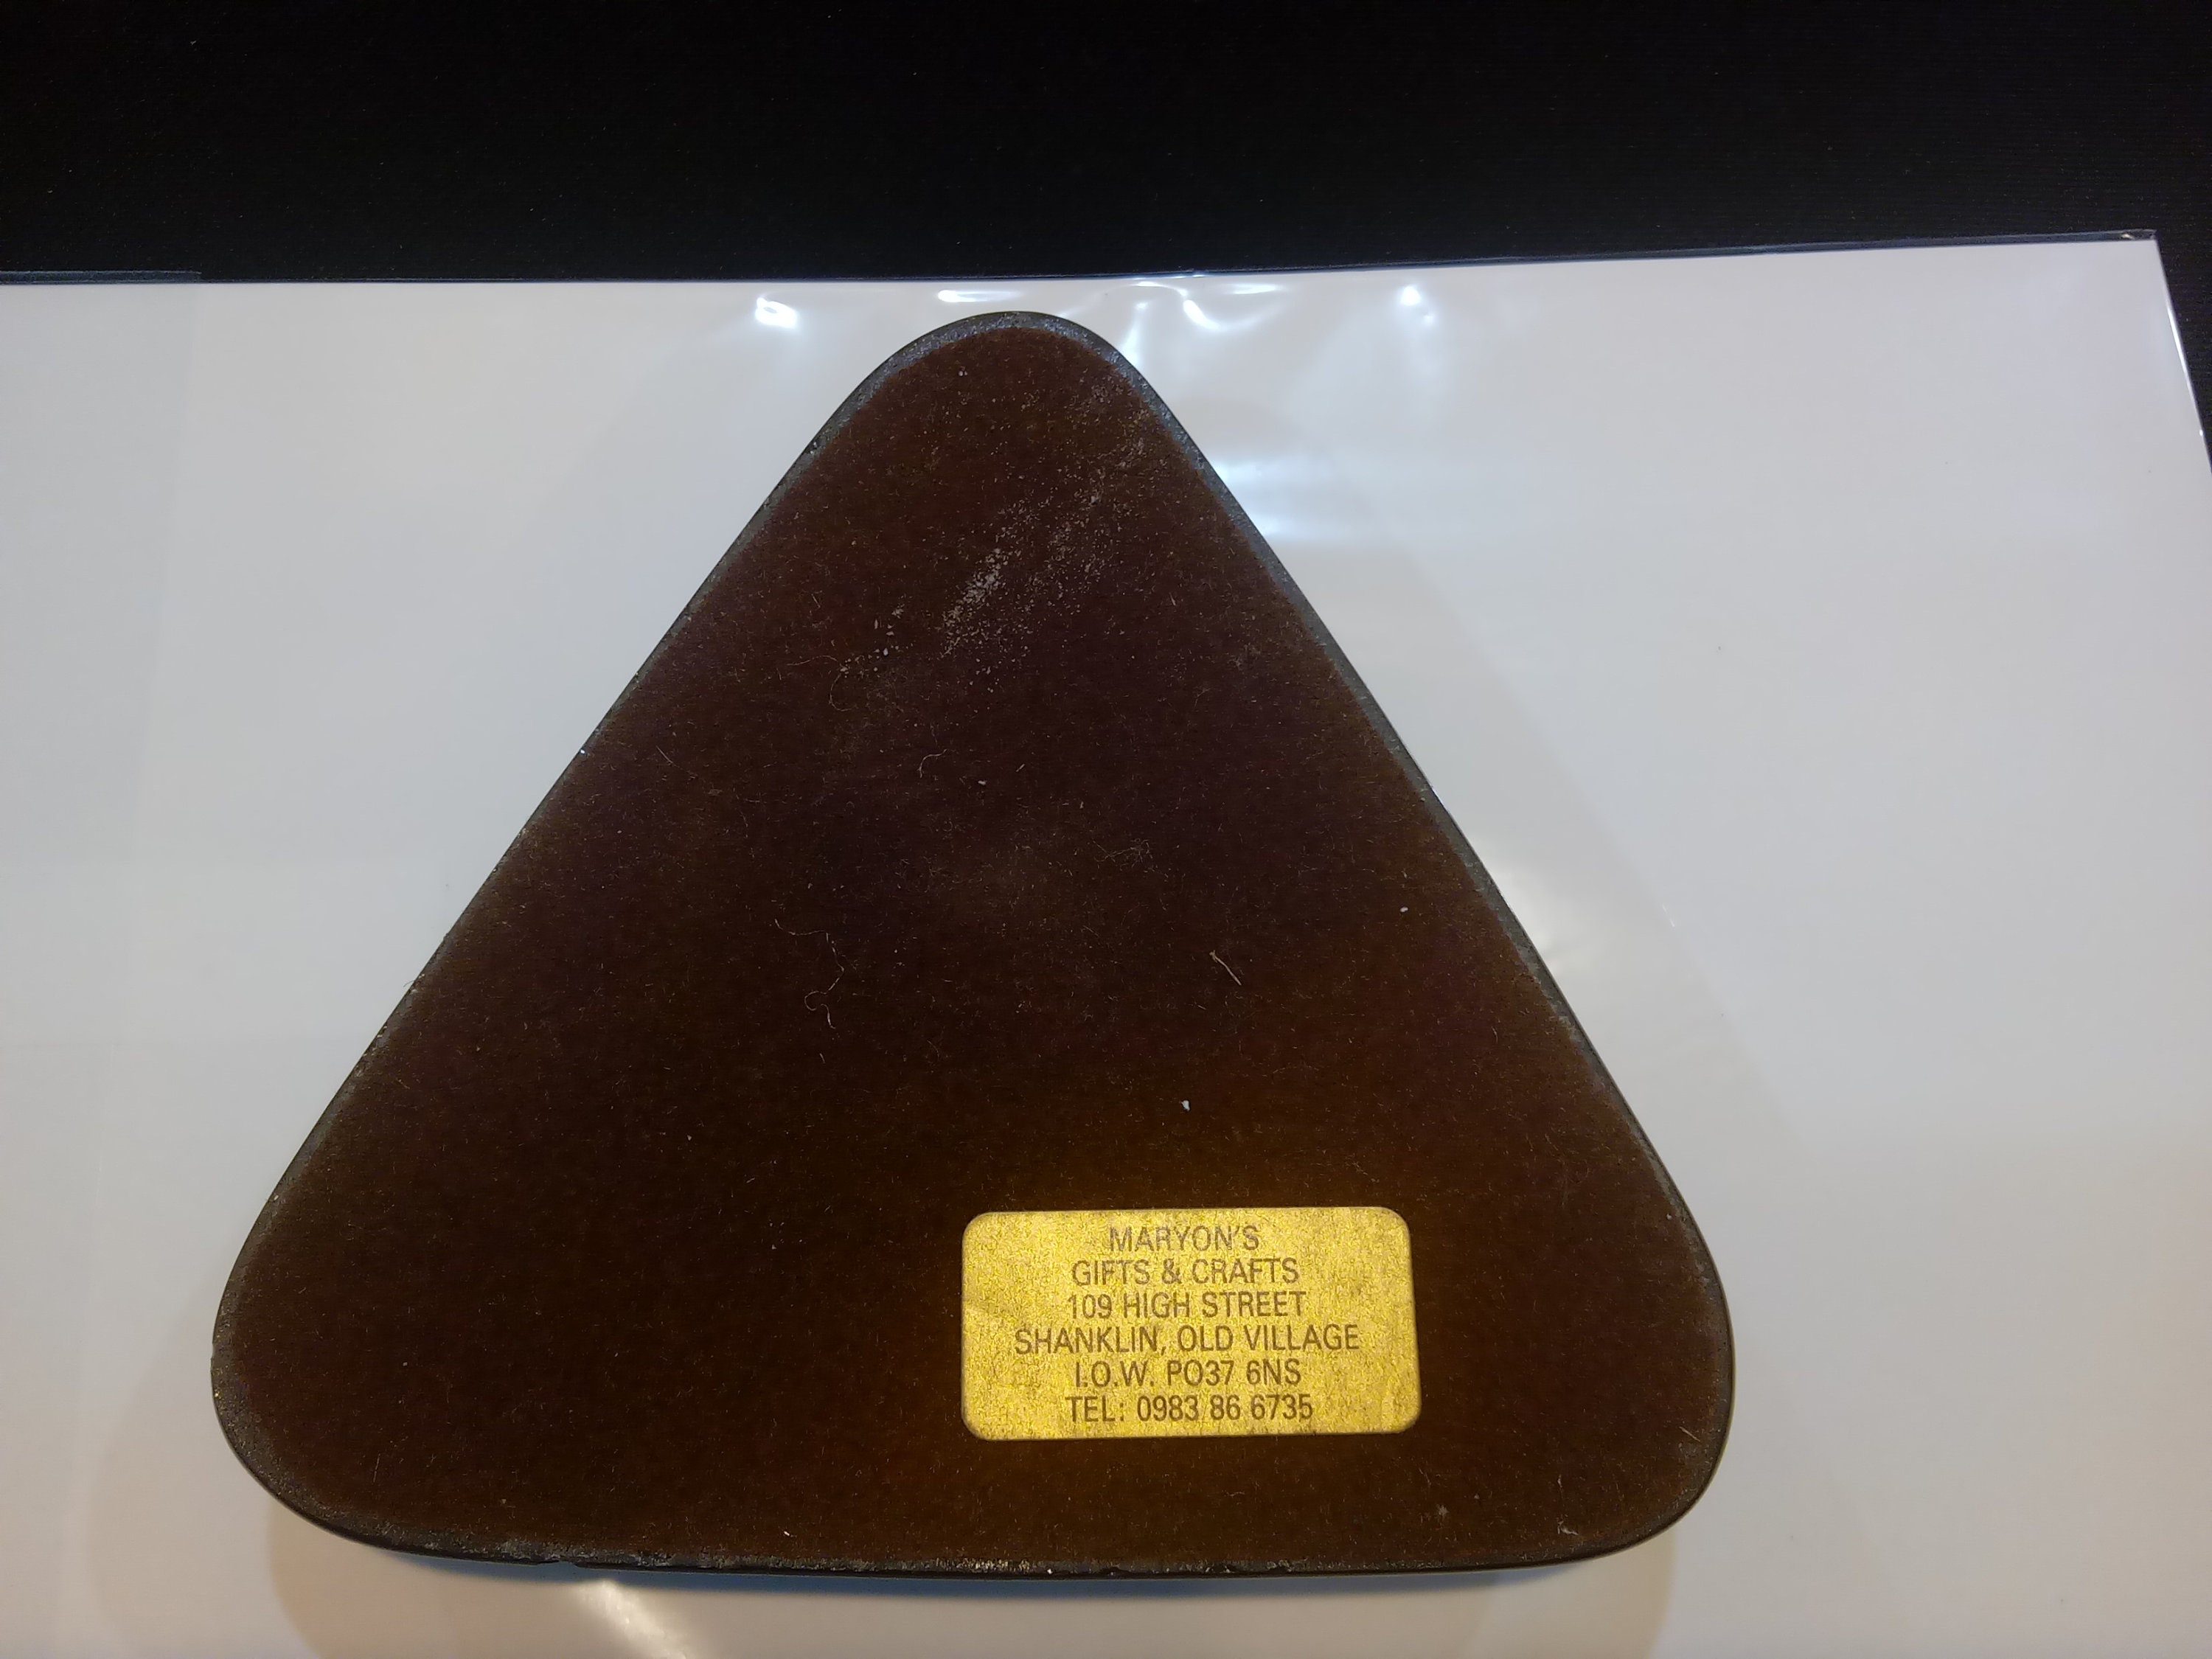 MARYON'S
GIFTS & CRAFTS
109 HIGH STREET
SHANKLIN, OLD VILLAGE
I.O.W. PO37 6NS
TEL: 0983 86 6735